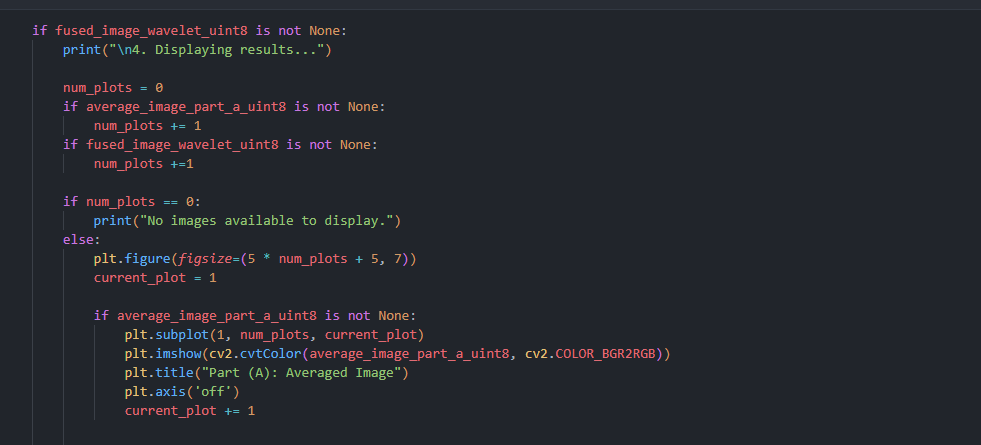 if fused_image_wavelet_uint8 is not None:
    print("\n4. Displaying results...")
    num_plots = 0
    if average_image_part_a_uint8 is not None:
        num_plots += 1
    if fused_image_wavelet_uint8 is not None:
        num_plots +=1
    if num_plots == 0:
        print("No images available to display.")
    else:
        plt.figure(figsize=(5 * num_plots + 5, 7))
        current_plot = 1
        if average_image_part_a_uint8 is not None:
            plt.subplot(1, num_plots, current_plot)
            plt.imshow(cv2.cvtColor(average_image_part_a_uint8, cv2.COLOR_BGR2RGB))
            plt.title("Part (A): Averaged Image")
            plt.axis('off')
            current_plot += 1